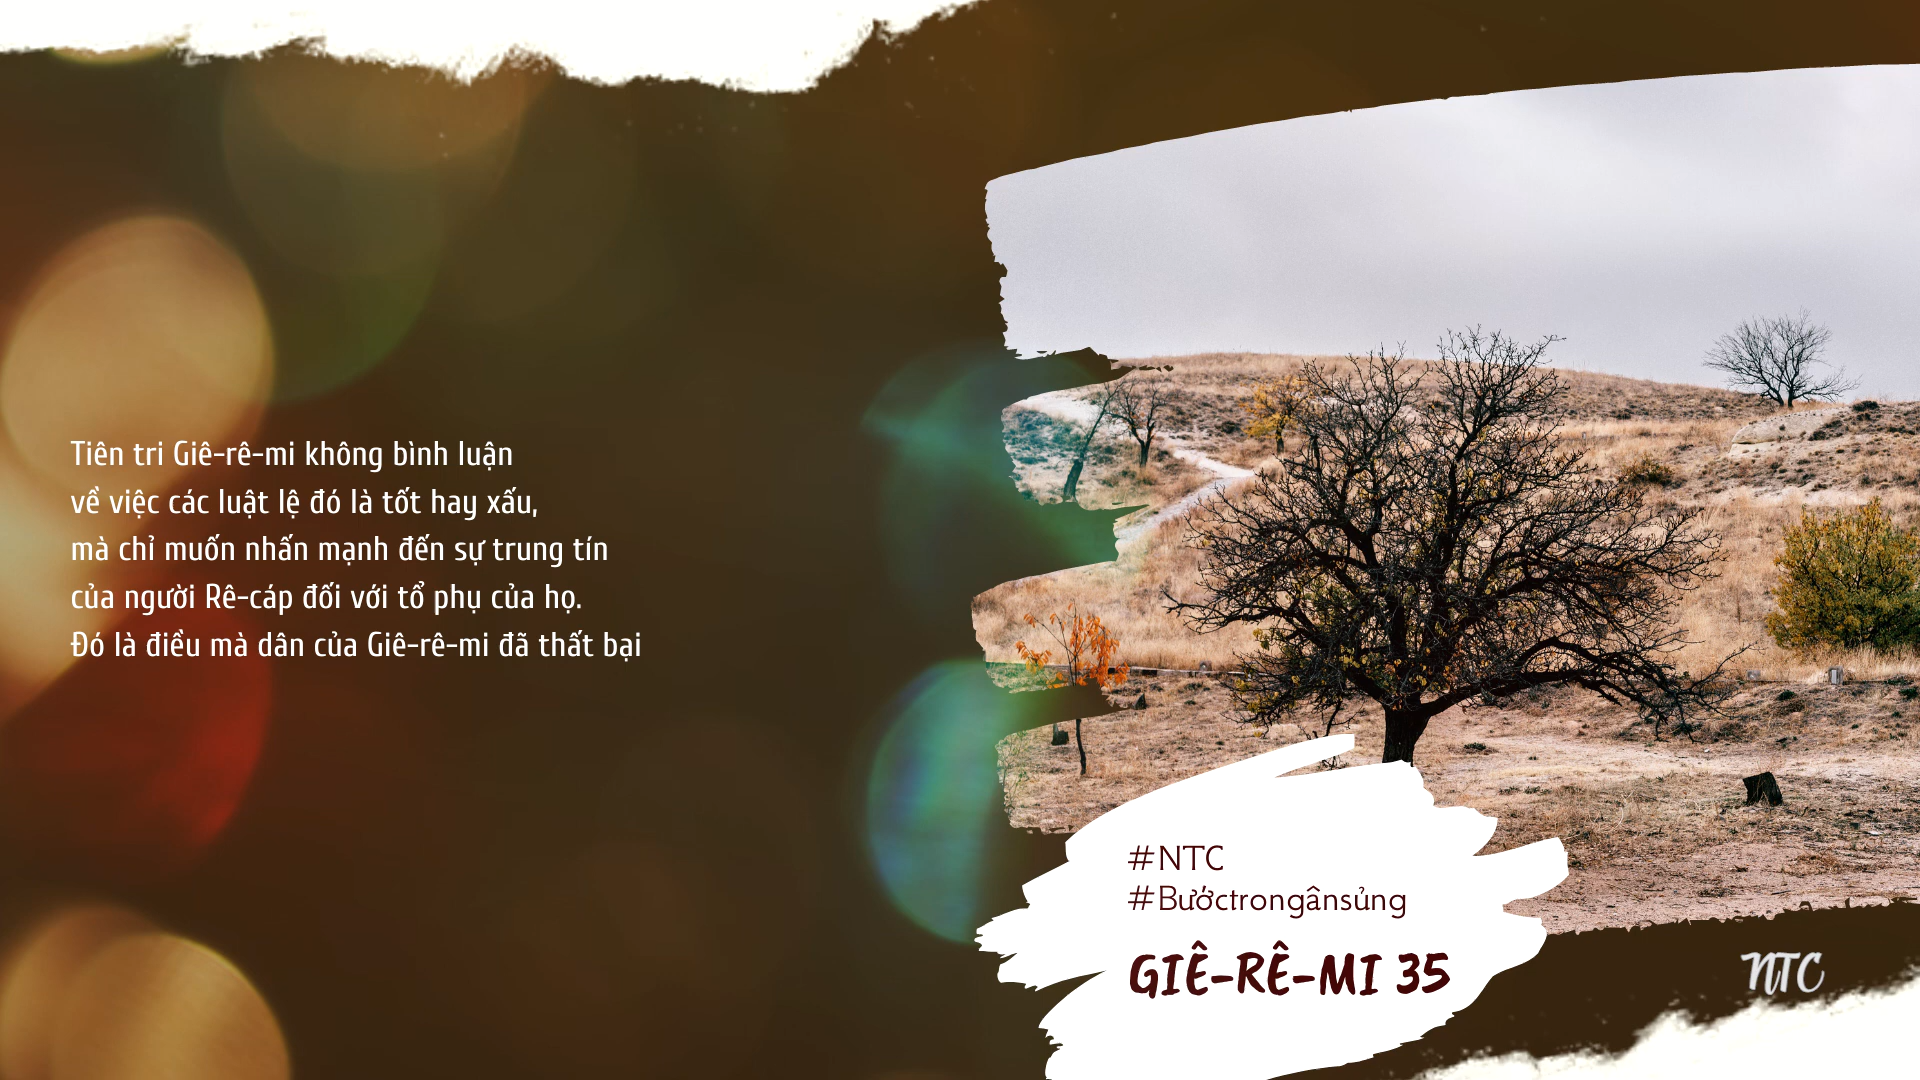 Tiên tri Giê-rê-mi không bình luận
về việc các luật lệ đó là tốt hay xấu,
mà chỉ muốn nhấn mạnh đến sự trung tín
của người Rê-cáp đối với tổ phụ của họ.
Đó là điều mà dân của Giê-rê-mi đã thất bại
#NTC
#Bướctrongânsủng
GIÊ-RÊ-MI 35
NTC